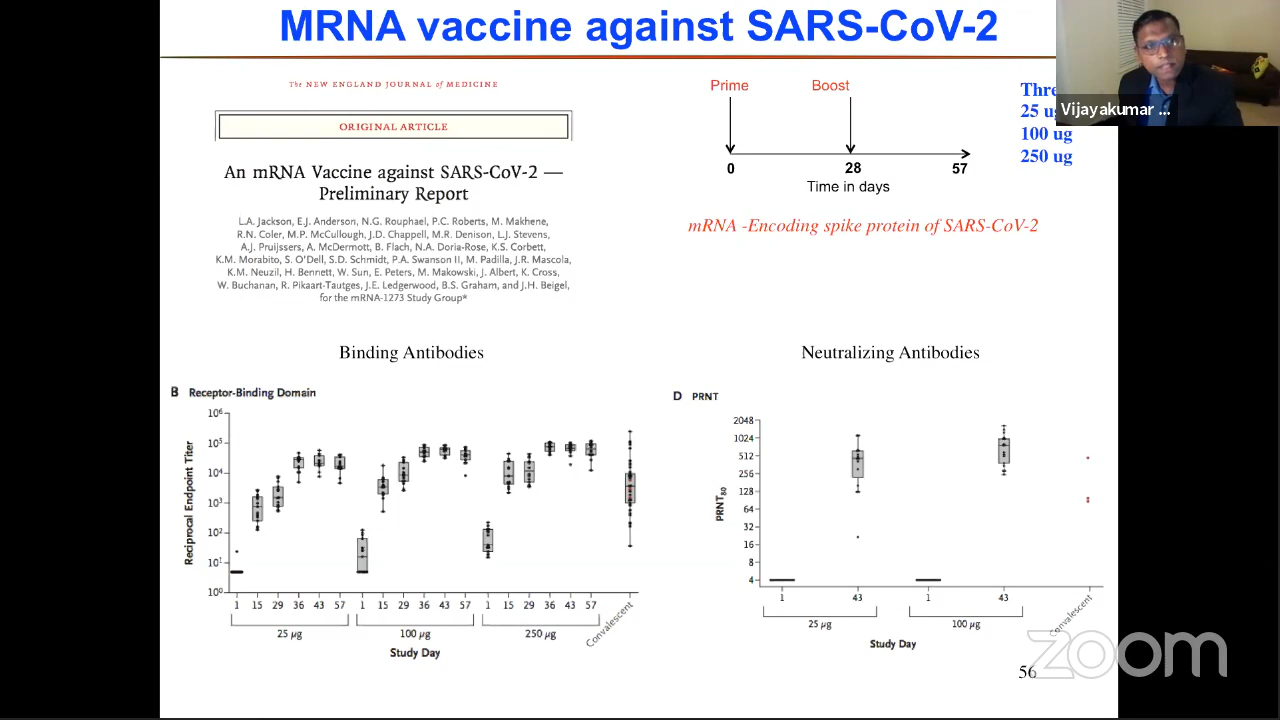 MRNA vaccine against SARS-CoV-2
The NEW ENGLAND JOURNAL of MEDICINE
ORIGINAL ARTICLE
An mRNA Vaccine against SARS-CoV-2 —
Preliminary Report
L.A. Jackson, E.J. Anderson, N.G. Rouphael, P.C. Roberts, M. Makhene,
R.N. Coler, M.P. McCullough, J.D. Chappell, M.R. Denison, L.J. Stevens,
A.J. Pruijssers, A. McDermott, B. Flach, N.A. Doria-Rose, K.S. Corbett,
K.M. Morabito, S. O'Dell, S.D. Schmidt, P.A. Swanson II, M. Padilla, J.R. Mascola,
K.M. Neuzil, H. Bennett, W. Sun, E. Peters, M. Makowski, J. Albert, K. Cross,
W. Buchanan, R. Pikaart-Tautges, J.E. Ledgerwood, B.S. Graham, and J.H. Beigel,
for the mRNA-1273 Study Group*
Prime Boost
0 28 57
Time in days
Thre
25 ug
100 ug
250 ug
Vijayakumar ...
mRNA -Encoding spike protein of SARS-CoV-2
Binding Antibodies
B Receptor-Binding Domain
Reciprocal Endpoint Titer
10⁶
10⁵
10⁴
10³
10²
10¹
10⁰
1 15 29 36 43 57 1 15 29 36 43 57 1 15 29 36 43 57 Convalescent
25 µg 100 µg 250 µg
Study Day
Neutralizing Antibodies
D PRNT
PRNT₈₀
2048
1024
512
256
128
64
32
16
8
4
1 43 1 43 Convalescent
25 µg 100 µg
Study Day
56
zoom